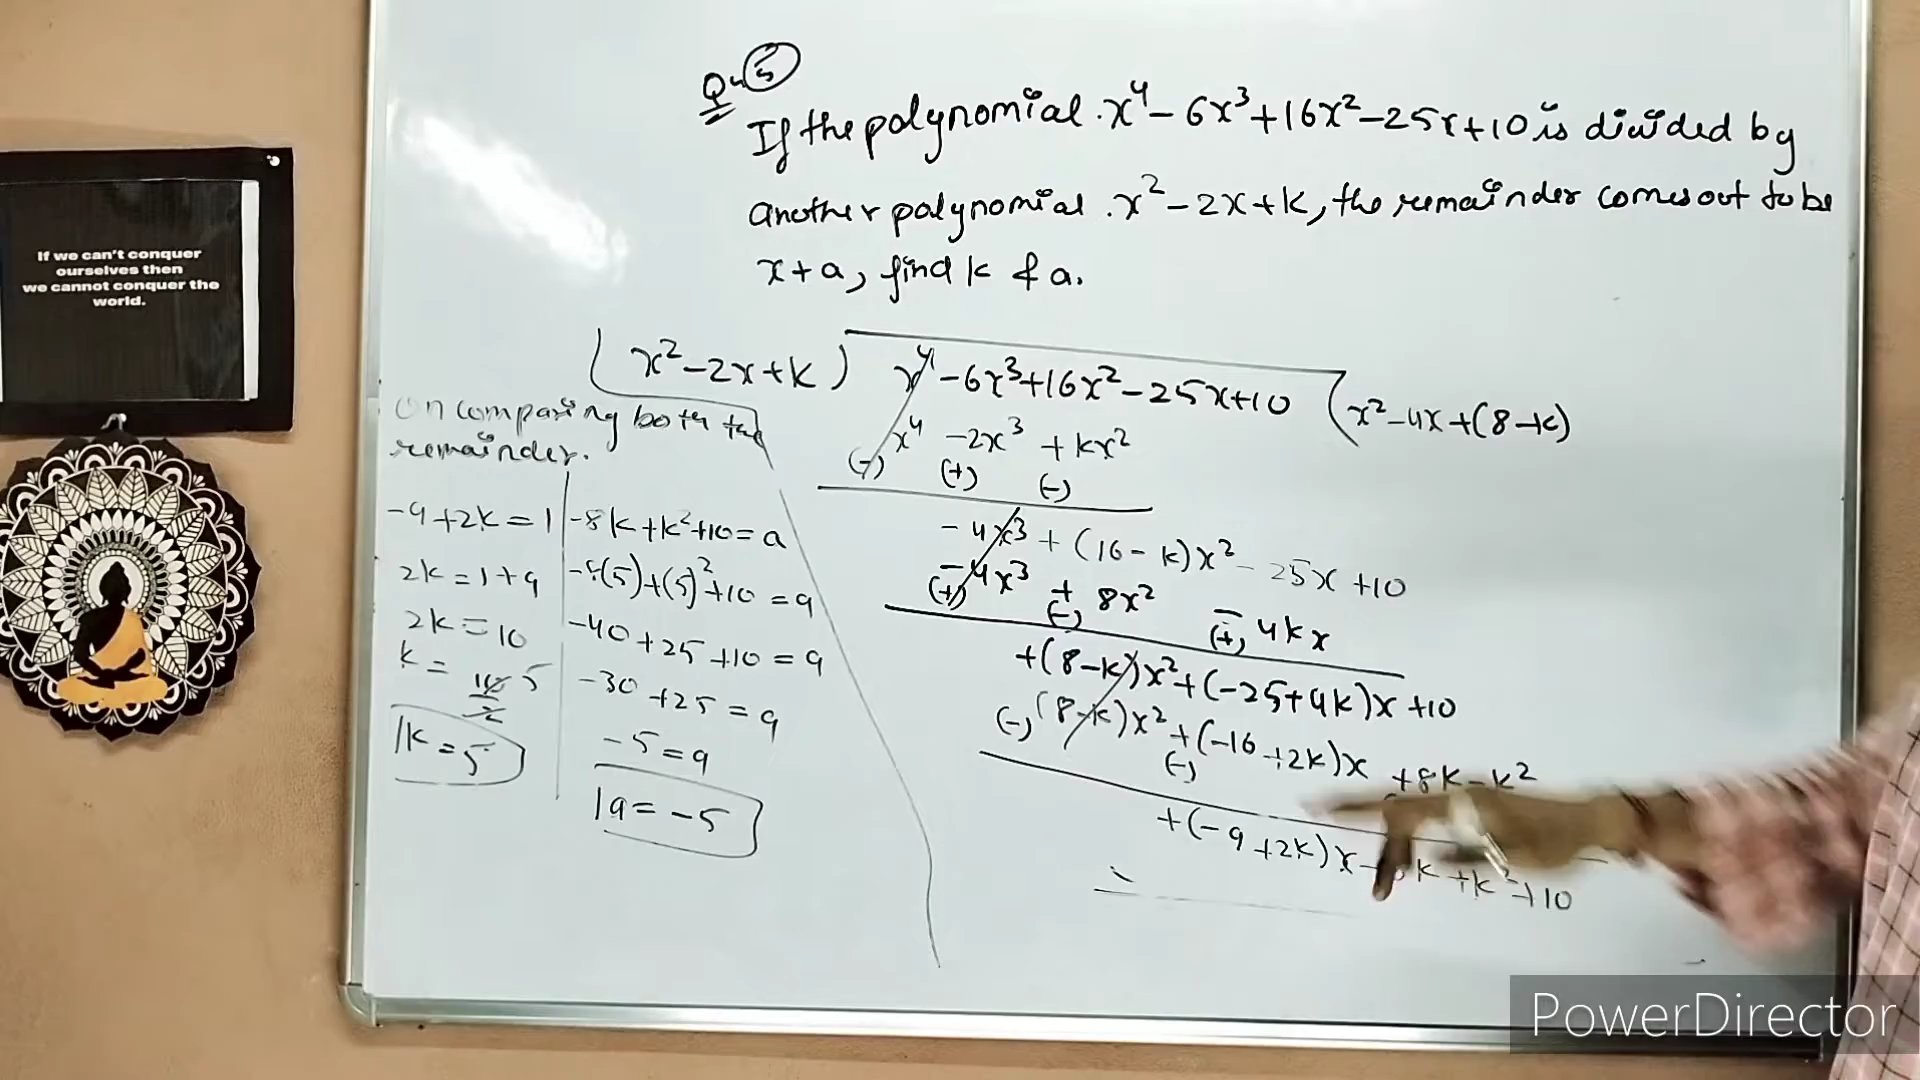 Q-5
If the polynomial x⁴ - 6x³ + 16x² - 25x + 10 is divided by
another polynomial x² - 2x + k, the remainder comes out to be
x + a, find k & a.
x² - 2x + k ) x⁴ - 6x³ + 16x² - 25x + 10 ( x² - 4x + (8 - k)
x⁴ - 2x³ + kx²
(-) (+) (-)
- 4x³ + (16 - k)x² - 25x + 10
- 4x³ + 8x² - 4kx
(+) (-) (+)
+ (8 - k)x² + (-25 + 4k)x + 10
(-) (8 - k)x² + (-16 + 2k)x + 8k - k²
(-)
+ (-9 + 2k)x k + k² + 10
On comparing both the
remainder.
-9 + 2k = 1
2k = 1 + 9
2k = 10
k = 10/2 5
k = 5
-8k + k² + 10 = a
-8(5) + (5)² + 10 = a
-40 + 25 + 10 = a
-30 + 25 = a
-5 = a
a = -5
If we can't conquer
ourselves then
we cannot conquer the
world.
PowerDirector